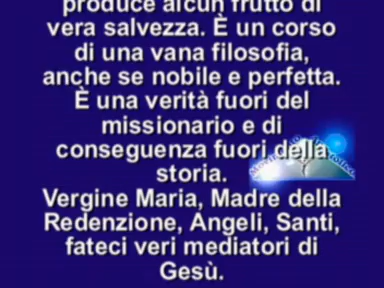 produce alcun frutto di
vera salvezza. È un corso
di una vana filosofia,
anche se nobile e perfetta.
È una verità fuori del
missionario e di
conseguenza fuori della
storia.
Vergine Maria, Madre della
Redenzione, Angeli, Santi,
fateci veri mediatori di
Gesù.